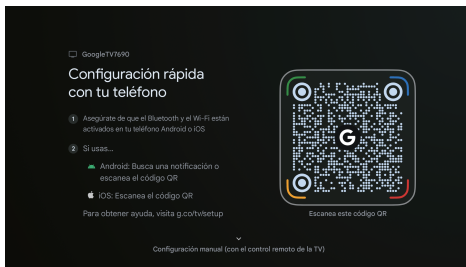 GoogleTV7690
Configuración rápida
con tu teléfono
1 Asegúrate de que el Bluetooth y el Wi-Fi están
activados en tu teléfono Android o iOS
2 Si usas...
Android: Busca una notificación o
escanea el código QR
iOS: Escanea el código QR
Para obtener ayuda, visita g.co/tv/setup
G
Escanea este código QR
Configuración manual (con el control remoto de la TV)